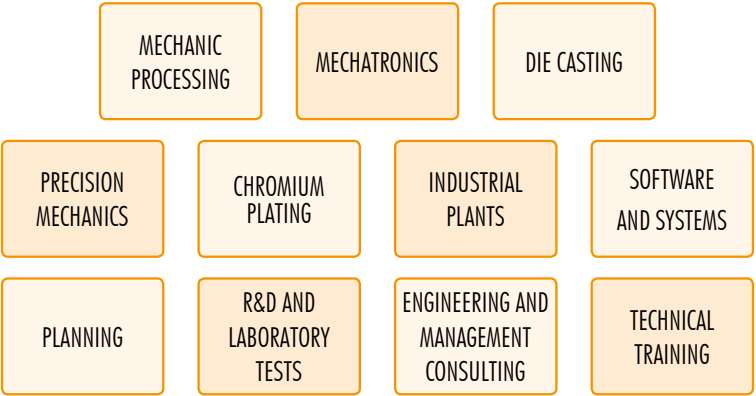 MECHANIC
PROCESSING
MECHATRONICS
DIE CASTING
PRECISION
MECHANICS
CHROMIUM
PLATING
INDUSTRIAL
PLANTS
SOFTWARE
AND SYSTEMS
PLANNING
R&D AND
LABORATORY
TESTS
ENGINEERING AND
MANAGEMENT
CONSULTING
TECHNICAL
TRAINING